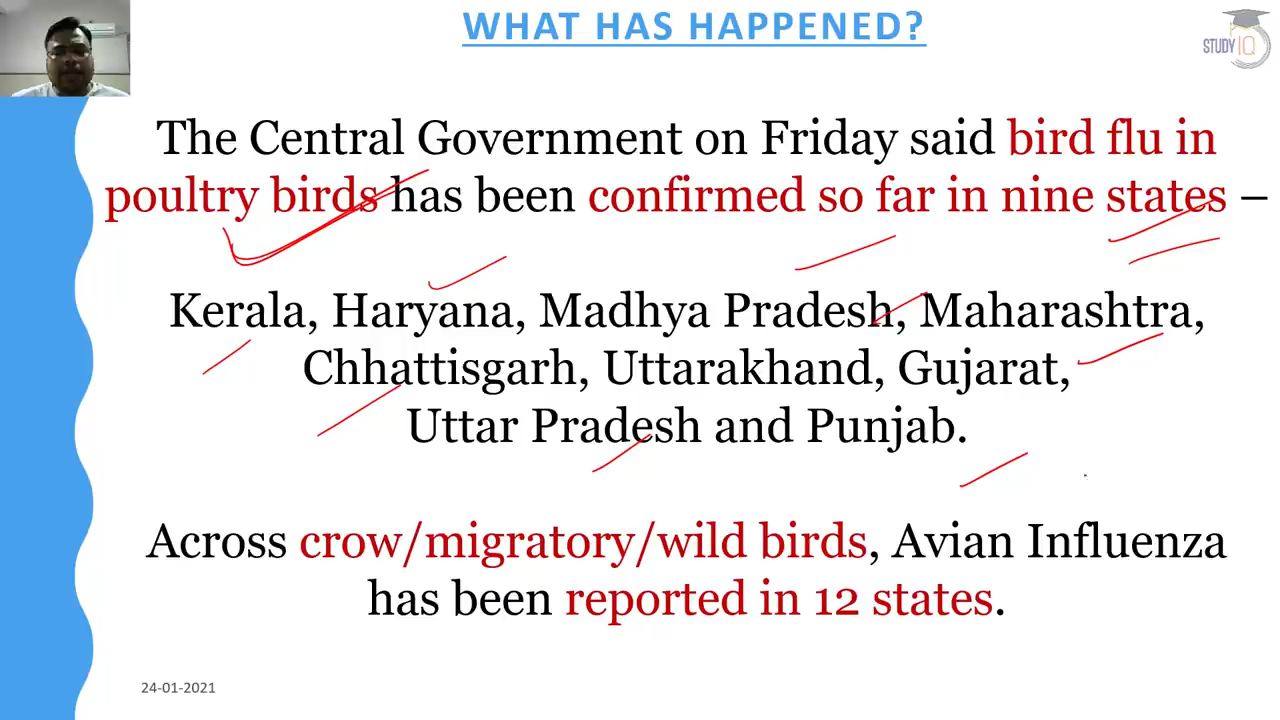 WHAT HAS HAPPENED?
STUDY IQ
The Central Government on Friday said bird flu in
poultry birds has been confirmed so far in nine states –
Kerala, Haryana, Madhya Pradesh, Maharashtra,
Chhattisgarh, Uttarakhand, Gujarat,
Uttar Pradesh and Punjab.
Across crow/migratory/wild birds, Avian Influenza
has been reported in 12 states.
24-01-2021